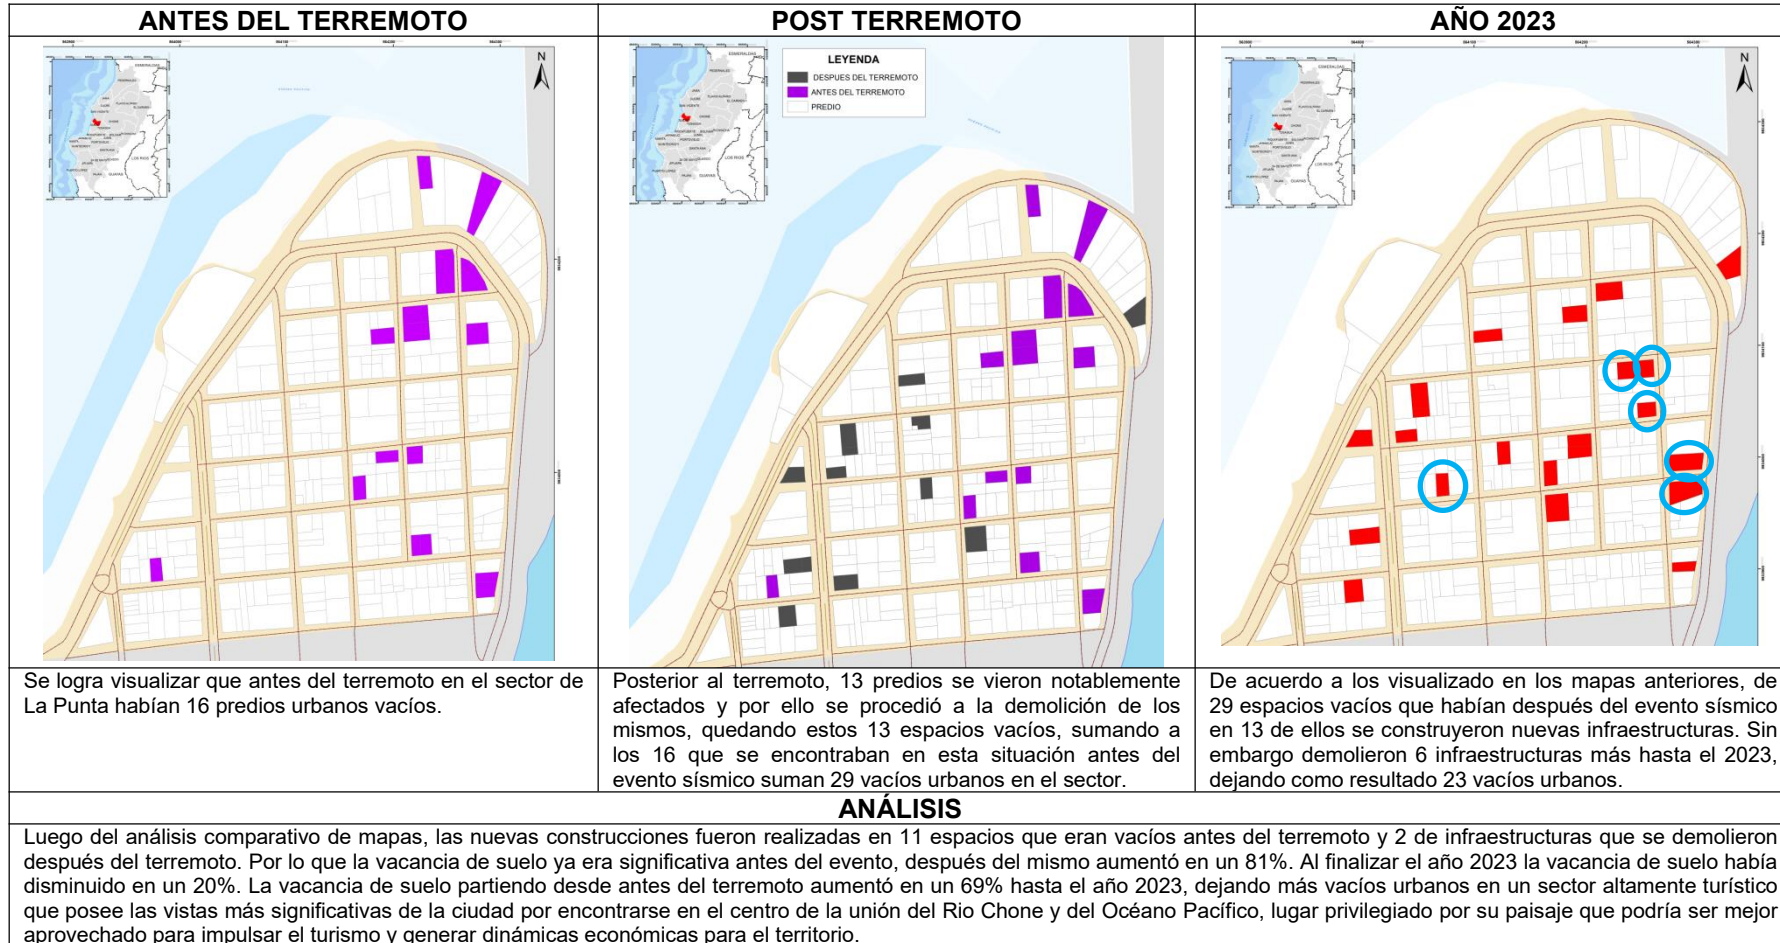 ANTES DEL TERREMOTO
POST TERREMOTO
AÑO 2023
N
LEYENDA
DESPUES DEL TERREMOTO
ANTES DEL TERREMOTO
PREDIO
N
Se logra visualizar que antes del terremoto en el sector de
La Punta habían 16 predios urbanos vacíos.
Posterior al terremoto, 13 predios se vieron notablemente
afectados y por ello se procedió a la demolición de los
mismos, quedando estos 13 espacios vacíos, sumando a
los 16 que se encontraban en esta situación antes del
evento sísmico suman 29 vacíos urbanos en el sector.
De acuerdo a los visualizado en los mapas anteriores, de
29 espacios vacíos que habían después del evento sísmico
en 13 de ellos se construyeron nuevas infraestructuras. Sin
embargo demolieron 6 infraestructuras más hasta el 2023,
dejando como resultado 23 vacíos urbanos.
ANÁLISIS
Luego del análisis comparativo de mapas, las nuevas construcciones fueron realizadas en 11 espacios que eran vacíos antes del terremoto y 2 de infraestructuras que se demolieron
después del terremoto. Por lo que la vacancia de suelo ya era significativa antes del evento, después del mismo aumentó en un 81%. Al finalizar el año 2023 la vacancia de suelo había
disminuido en un 20%. La vacancia de suelo partiendo desde antes del terremoto aumentó en un 69% hasta el año 2023, dejando más vacíos urbanos en un sector altamente turístico
que posee las vistas más significativas de la ciudad por encontrarse en el centro de la unión del Rio Chone y del Océano Pacífico, lugar privilegiado por su paisaje que podría ser mejor
aprovechado para impulsar el turismo y generar dinámicas económicas para el territorio.